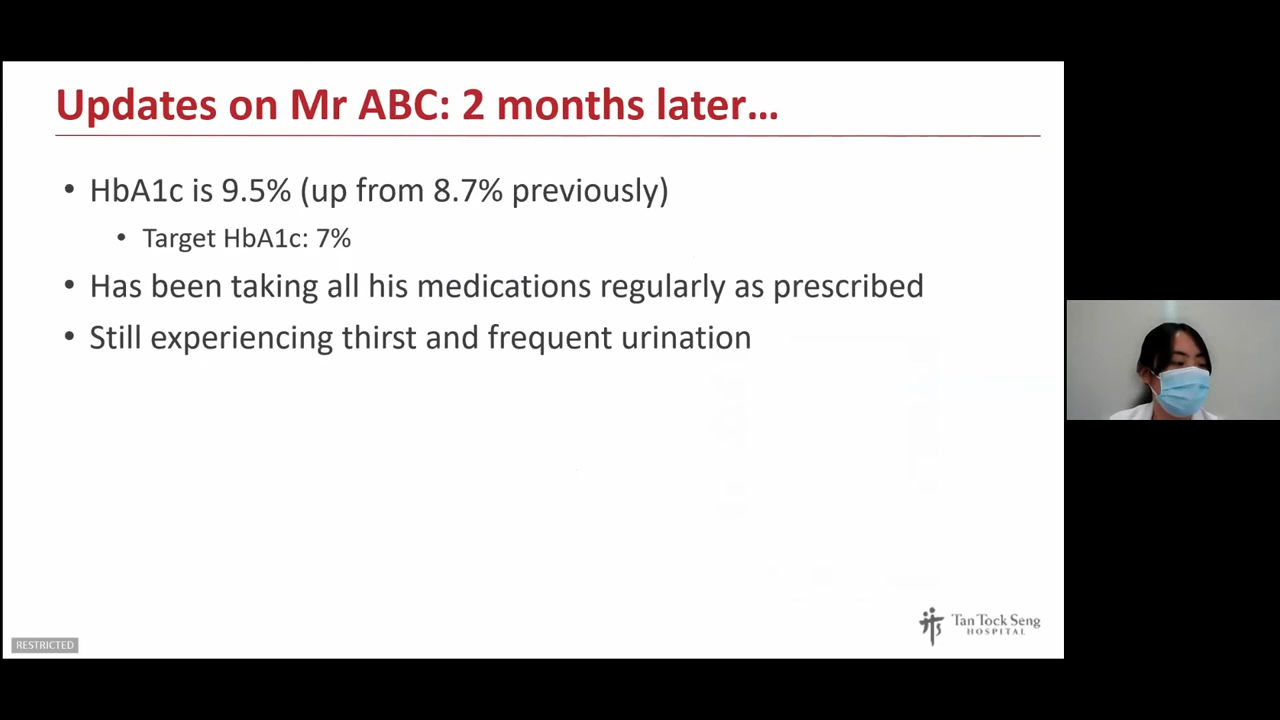 Updates on Mr ABC: 2 months later…
• HbA1c is 9.5% (up from 8.7% previously)
• Target HbA1c: 7%
• Has been taking all his medications regularly as prescribed
• Still experiencing thirst and frequent urination
Tan Tock Seng
HOSPITAL
RESTRICTED